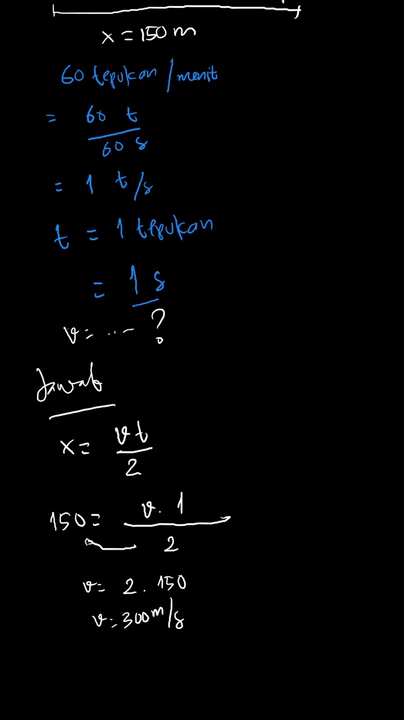 x = 150 m
60 tepukan / menit
= 60 t / 60 s
= 1 t/s
t = 1 tepukan
= 1 s
v = ... ?
Jawab
x = vt / 2
150 = v . 1 / 2
v = 2 . 150
v = 300 m/s